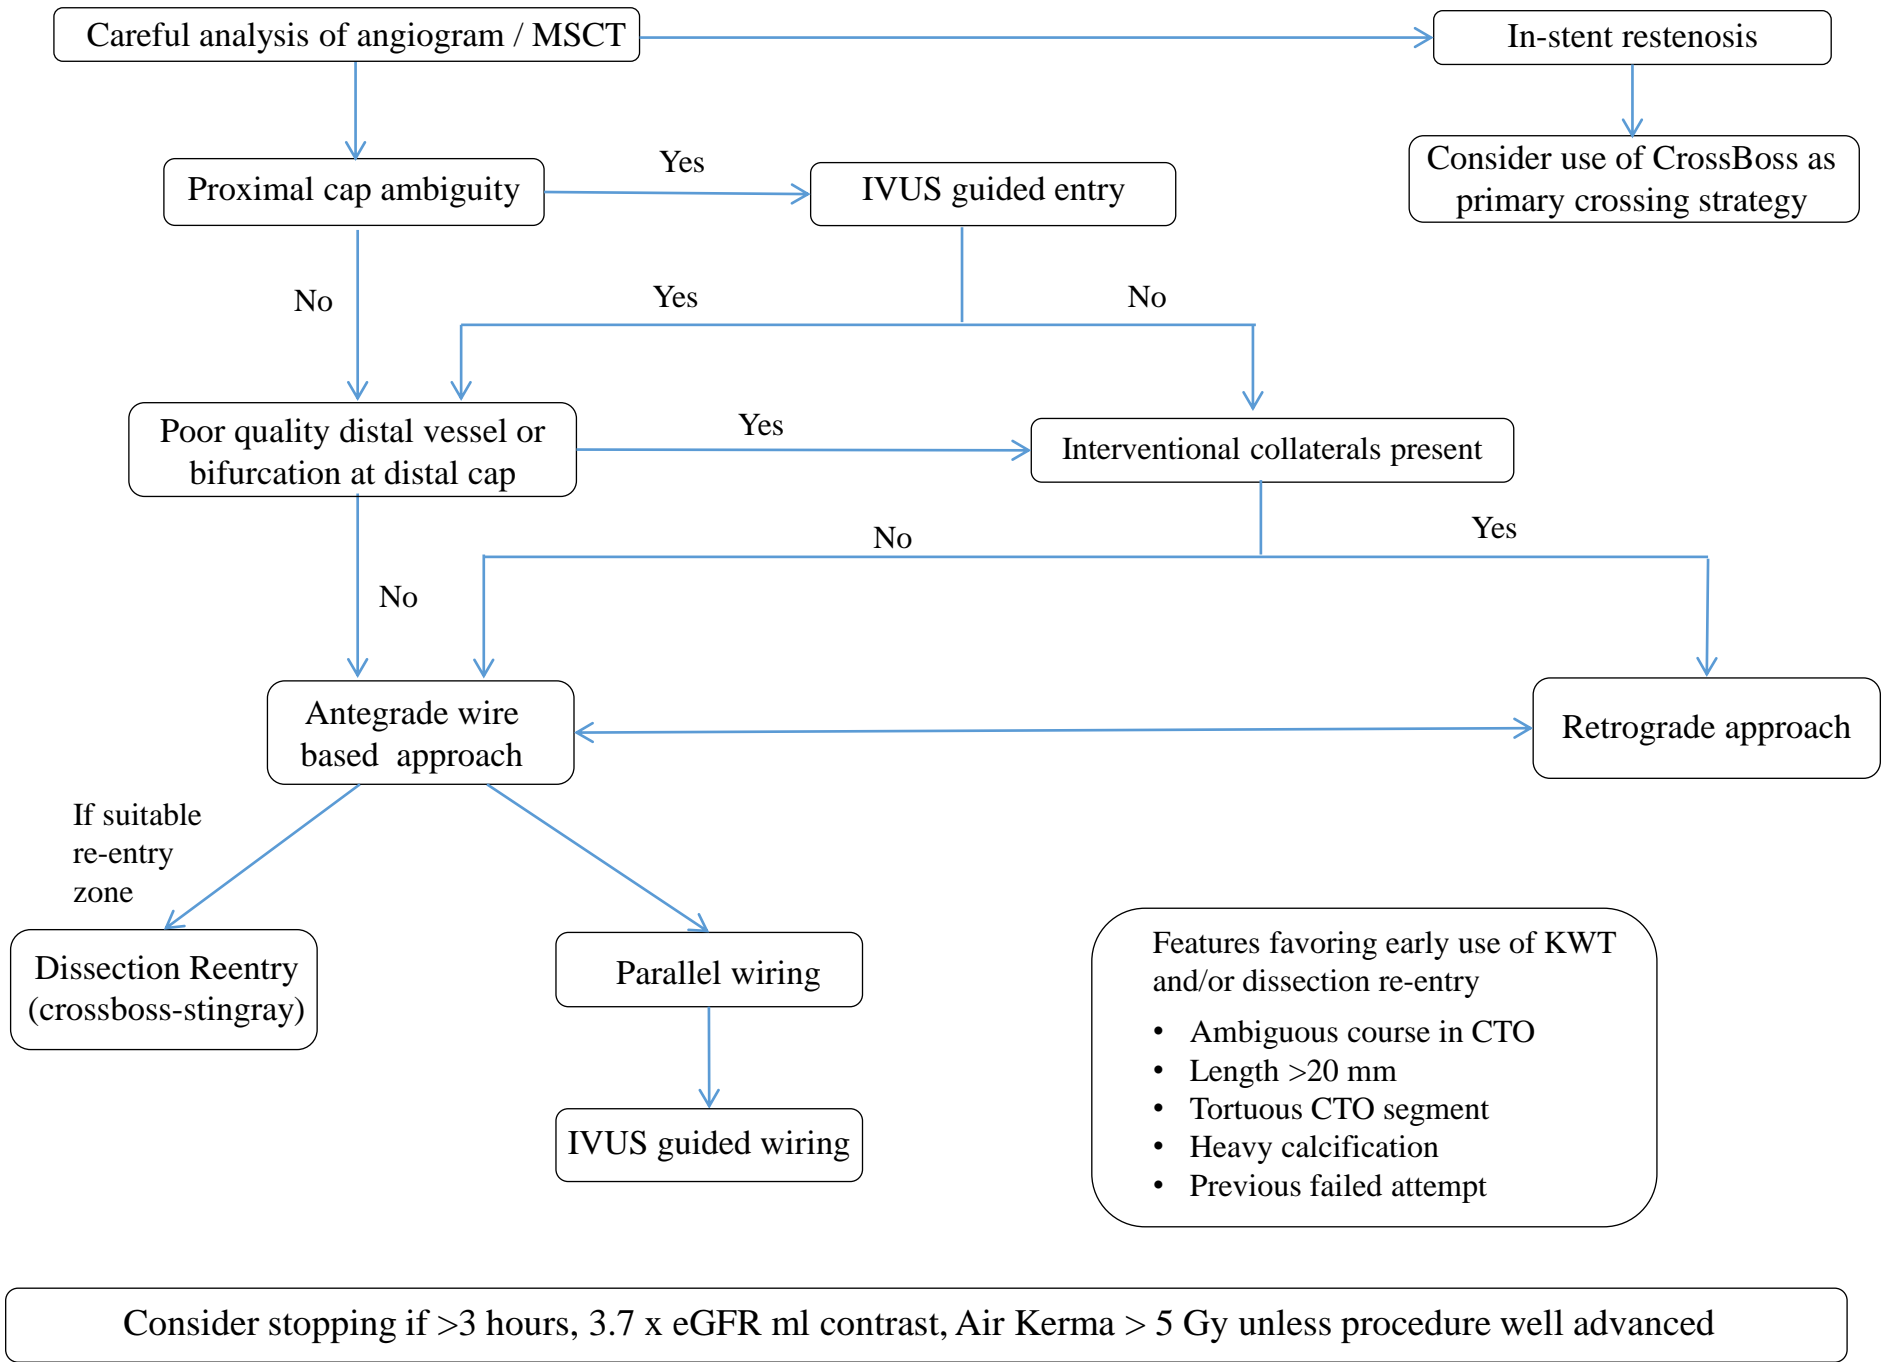 Careful analysis of angiogram / MSCT
In-stent restenosis
Consider use of CrossBoss as
primary crossing strategy
Proximal cap ambiguity
Yes
IVUS guided entry
No
Yes
No
Poor quality distal vessel or
bifurcation at distal cap
Yes
Interventional collaterals present
No
No
Yes
Antegrade wire
based approach
Retrograde approach
If suitable
re-entry
zone
Dissection Reentry
(crossboss-stingray)
Parallel wiring
IVUS guided wiring
Features favoring early use of KWT
and/or dissection re-entry
• Ambiguous course in CTO
• Length >20 mm
• Tortuous CTO segment
• Heavy calcification
• Previous failed attempt
Consider stopping if >3 hours, 3.7 x eGFR ml contrast, Air Kerma > 5 Gy unless procedure well advanced